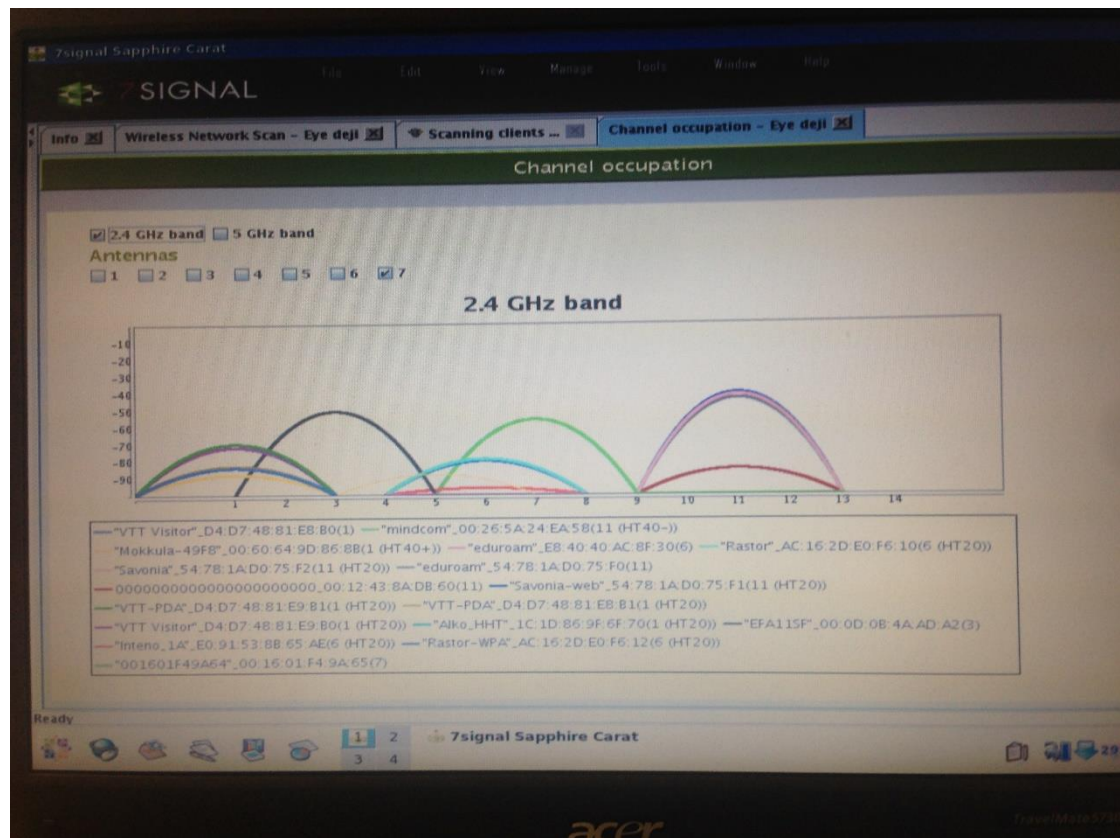 7signal Sapphire Carat
File Edit View Manage Tools Window Help
7SIGNAL
Info Wireless Network Scan - Eye deji Scanning clients ... Channel occupation - Eye deji
Channel occupation
2.4 GHz band 5 GHz band
Antennas
1 2 3 4 5 6 7
2.4 GHz band
-10
-20
-30
-40
-50
-60
-70
-80
-90
1 2 3 4 5 6 7 8 9 10 11 12 13 14
"VTT Visitor"_D4:D7:48:81:E8:B0(1) "mindcom"_00:26:5A:24:EA:58(11 (HT40-))
"Mokkula-49F8"_00:60:64:9D:86:8B(1 (HT40+)) "eduroam"_E8:40:40:AC:8F:30(6) "Rastor"_AC:16:2D:E0:F6:10(6 (HT20))
"Savonia"_54:78:1A:D0:75:F2(11 (HT20)) "eduroam"_54:78:1A:D0:75:F0(11)
"Savonia-web"_54:78:1A:D0:75:F1(11 (HT20))
"VTT-PDA"_D4:D7:48:81:E9:B1(1 (HT20)) "VTT-PDA"_D4:D7:48:81:E8:B1(1 (HT20))
"VTT Visitor"_D4:D7:48:81:E9:B0(1 (HT20)) "Alko_HHT"_1C:1D:86:9F:6F:70(1 (HT20)) "EFA11SF"_00:0D:0B:4A:AD:A2(3)
"Inteno_1A"_E0:91:53:8B:65:AE(6 (HT20)) "Rastor-WPA"_AC:16:2D:E0:F6:12(6 (HT20))
"001601F49A64"_00:16:01:F4:9A:65(7)
Ready
1 2 7signal Sapphire Carat
3 4
29
acer